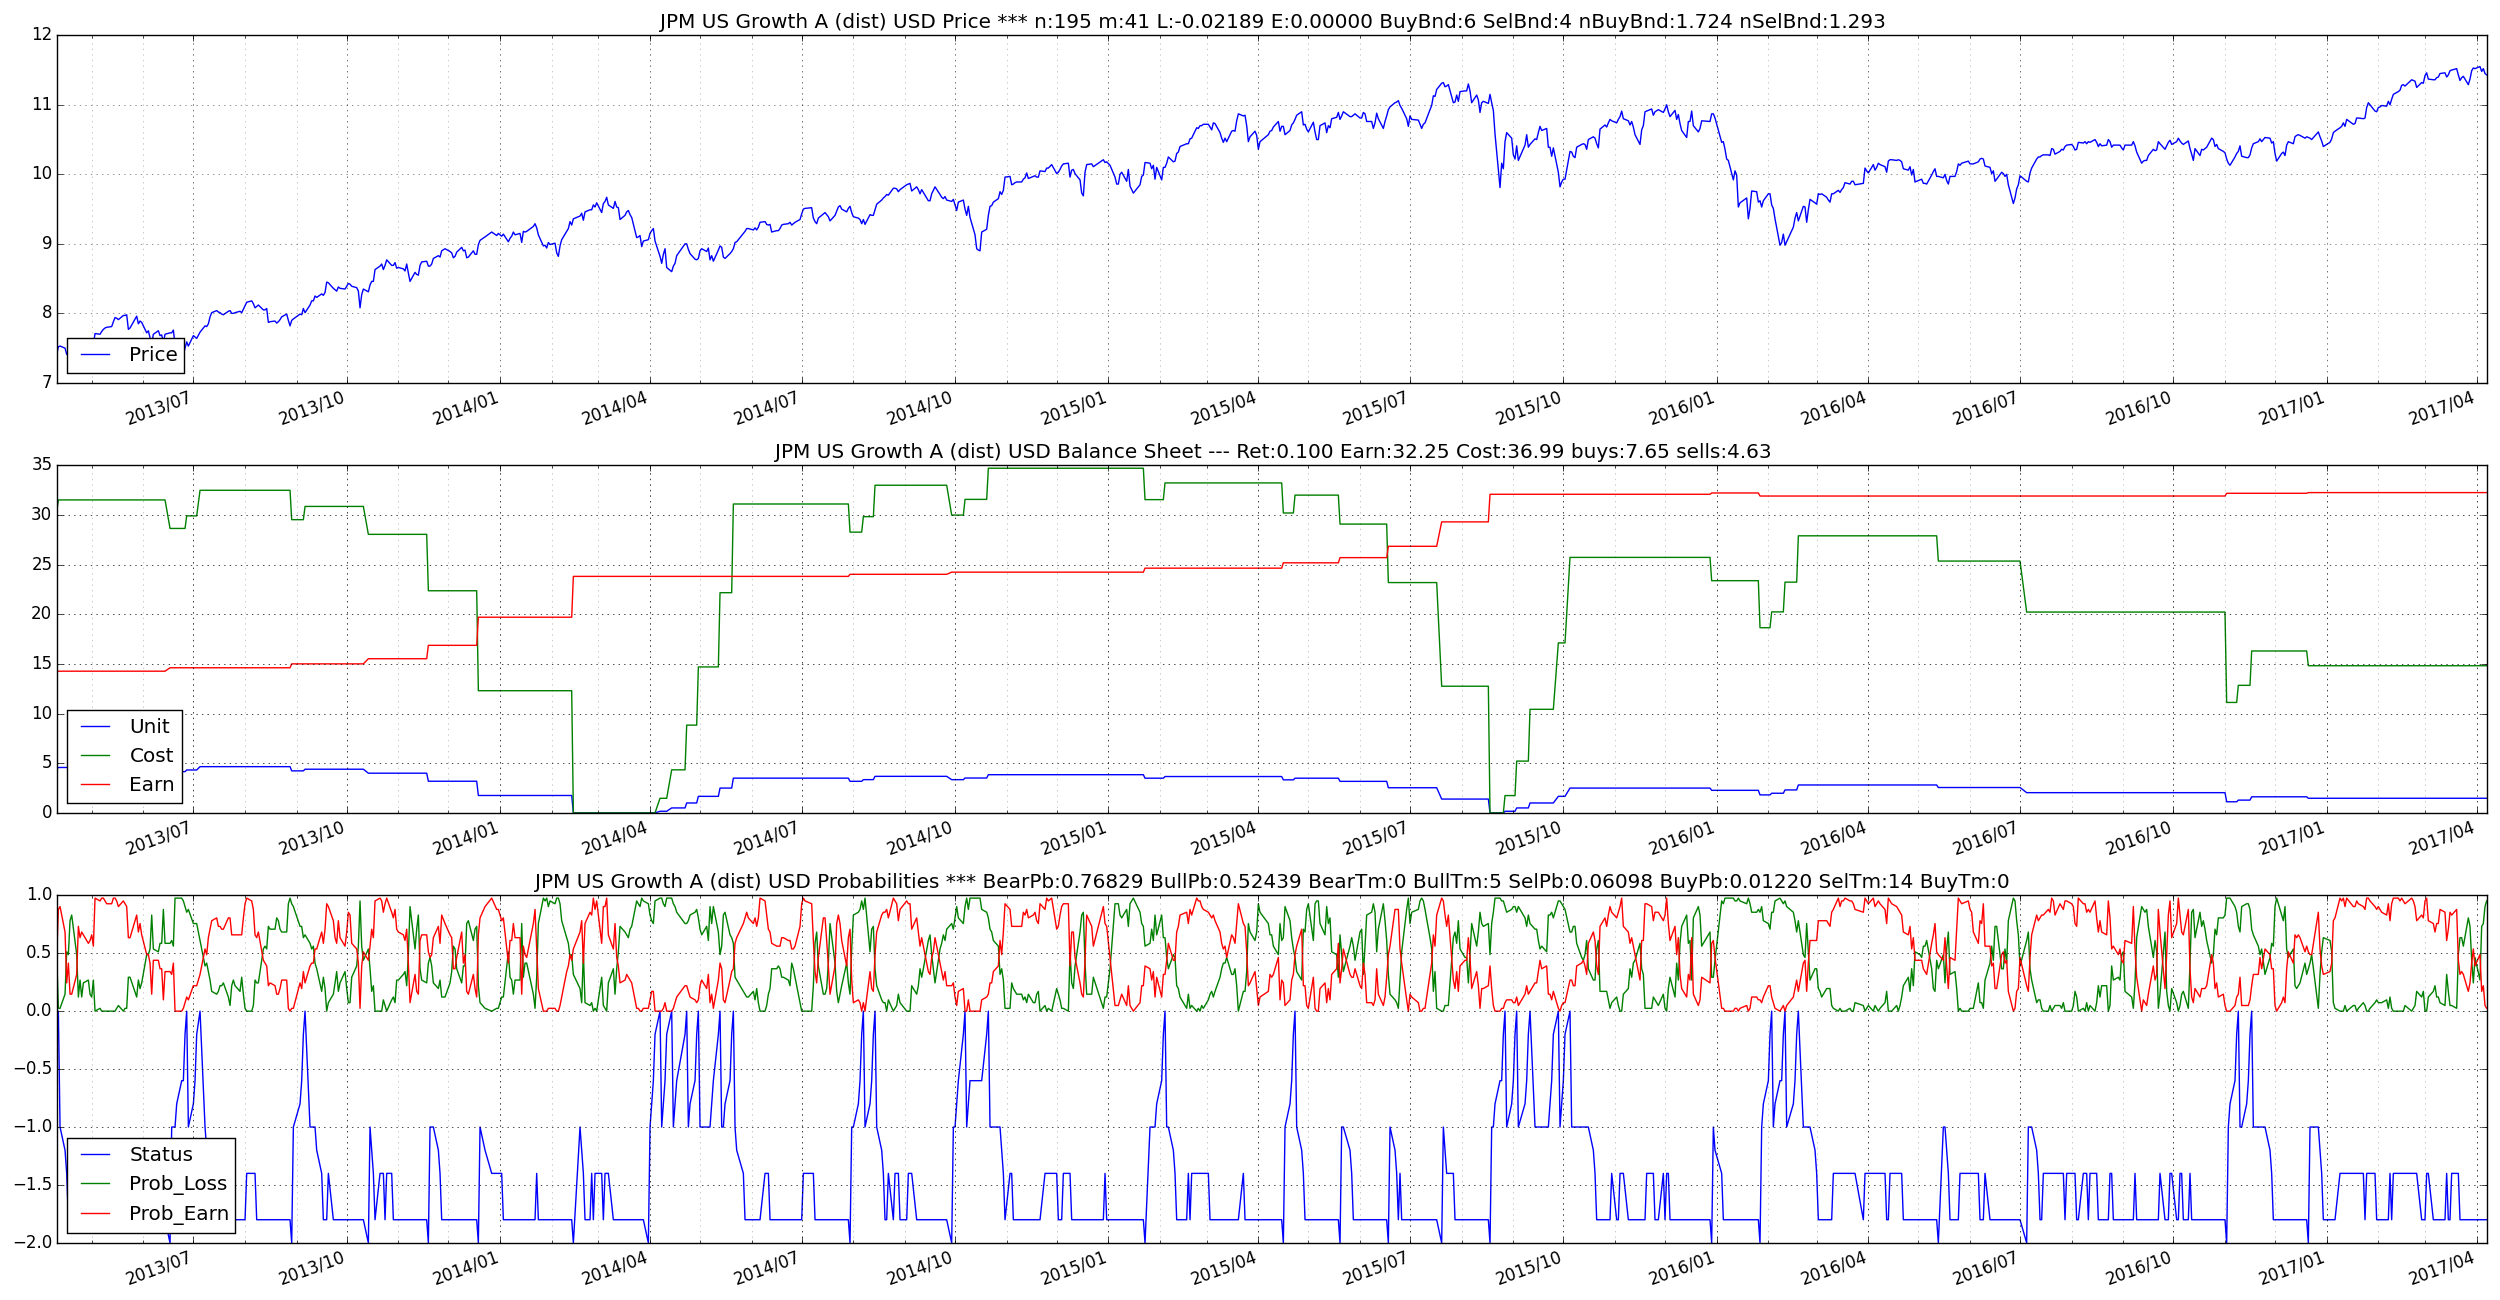 JPM US Growth A (dist) USD Price *** n:195 m:41 L:-0.02189 E:0.00000 BuyBnd:6 SelBnd:4 nBuyBnd:1.724 nSelBnd:1.293
12
11
10
9
8
7
Price
2013/07 2013/10 2014/01 2014/04 2014/07 2014/10 2015/01 2015/04 2015/07 2015/10 2016/01 2016/04 2016/07 2016/10 2017/01 2017/04
JPM US Growth A (dist) USD Balance Sheet --- Ret:0.100 Earn:32.25 Cost:36.99 buys:7.65 sells:4.63
35
30
25
20
15
10
5
0
Unit
Cost
Earn
2013/07 2013/10 2014/01 2014/04 2014/07 2014/10 2015/01 2015/04 2015/07 2015/10 2016/01 2016/04 2016/07 2016/10 2017/01 2017/04
JPM US Growth A (dist) USD Probabilities *** BearPb:0.76829 BullPb:0.52439 BearTm:0 BullTm:5 SelPb:0.06098 BuyPb:0.01220 SelTm:14 BuyTm:0
1.0
0.5
0.0
−0.5
−1.0
−1.5
−2.0
Status
Prob_Loss
Prob_Earn
2013/07 2013/10 2014/01 2014/04 2014/07 2014/10 2015/01 2015/04 2015/07 2015/10 2016/01 2016/04 2016/07 2016/10 2017/01 2017/04